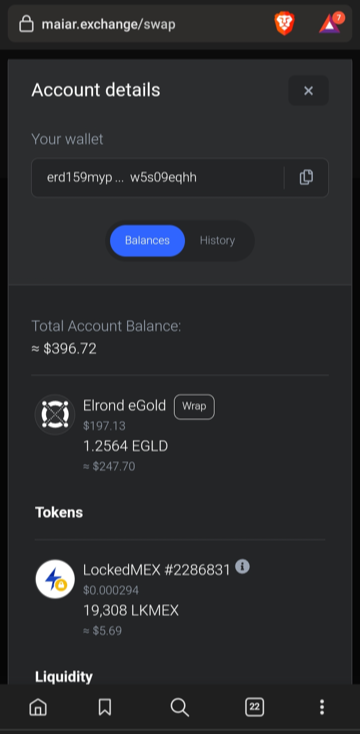 maiar.exchange/swap
7
Account details
Your wallet
erd159myp ... w5s09eqhh
Balances
History
Total Account Balance:
≈ $396.72
Elrond eGold
Wrap
$197.13
1.2564 EGLD
≈ $247.70
Tokens
LockedMEX #2286831
$0.000294
19,308 LKMEX
≈ $5.69
Liquidity
22